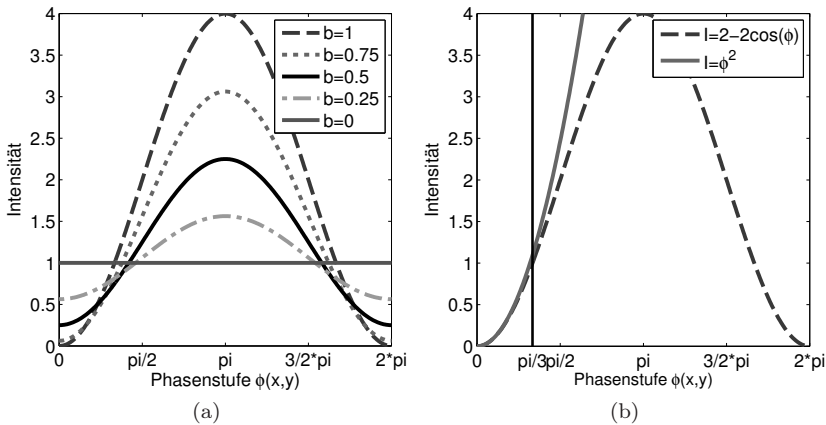 4
3.5
3
2.5
2
1.5
1
0.5
0
Intensität
b=1
b=0.75
b=0.5
b=0.25
b=0
0 pi/2 pi 3/2*pi 2*pi
Phasenstufe ϕ(x,y)
(a)
4
3.5
3
2.5
2
1.5
1
0.5
0
Intensität
I=2−2cos(ϕ)
I=ϕ²
0 pi/3 pi/2 pi 3/2*pi 2*pi
Phasenstufe ϕ(x,y)
(b)